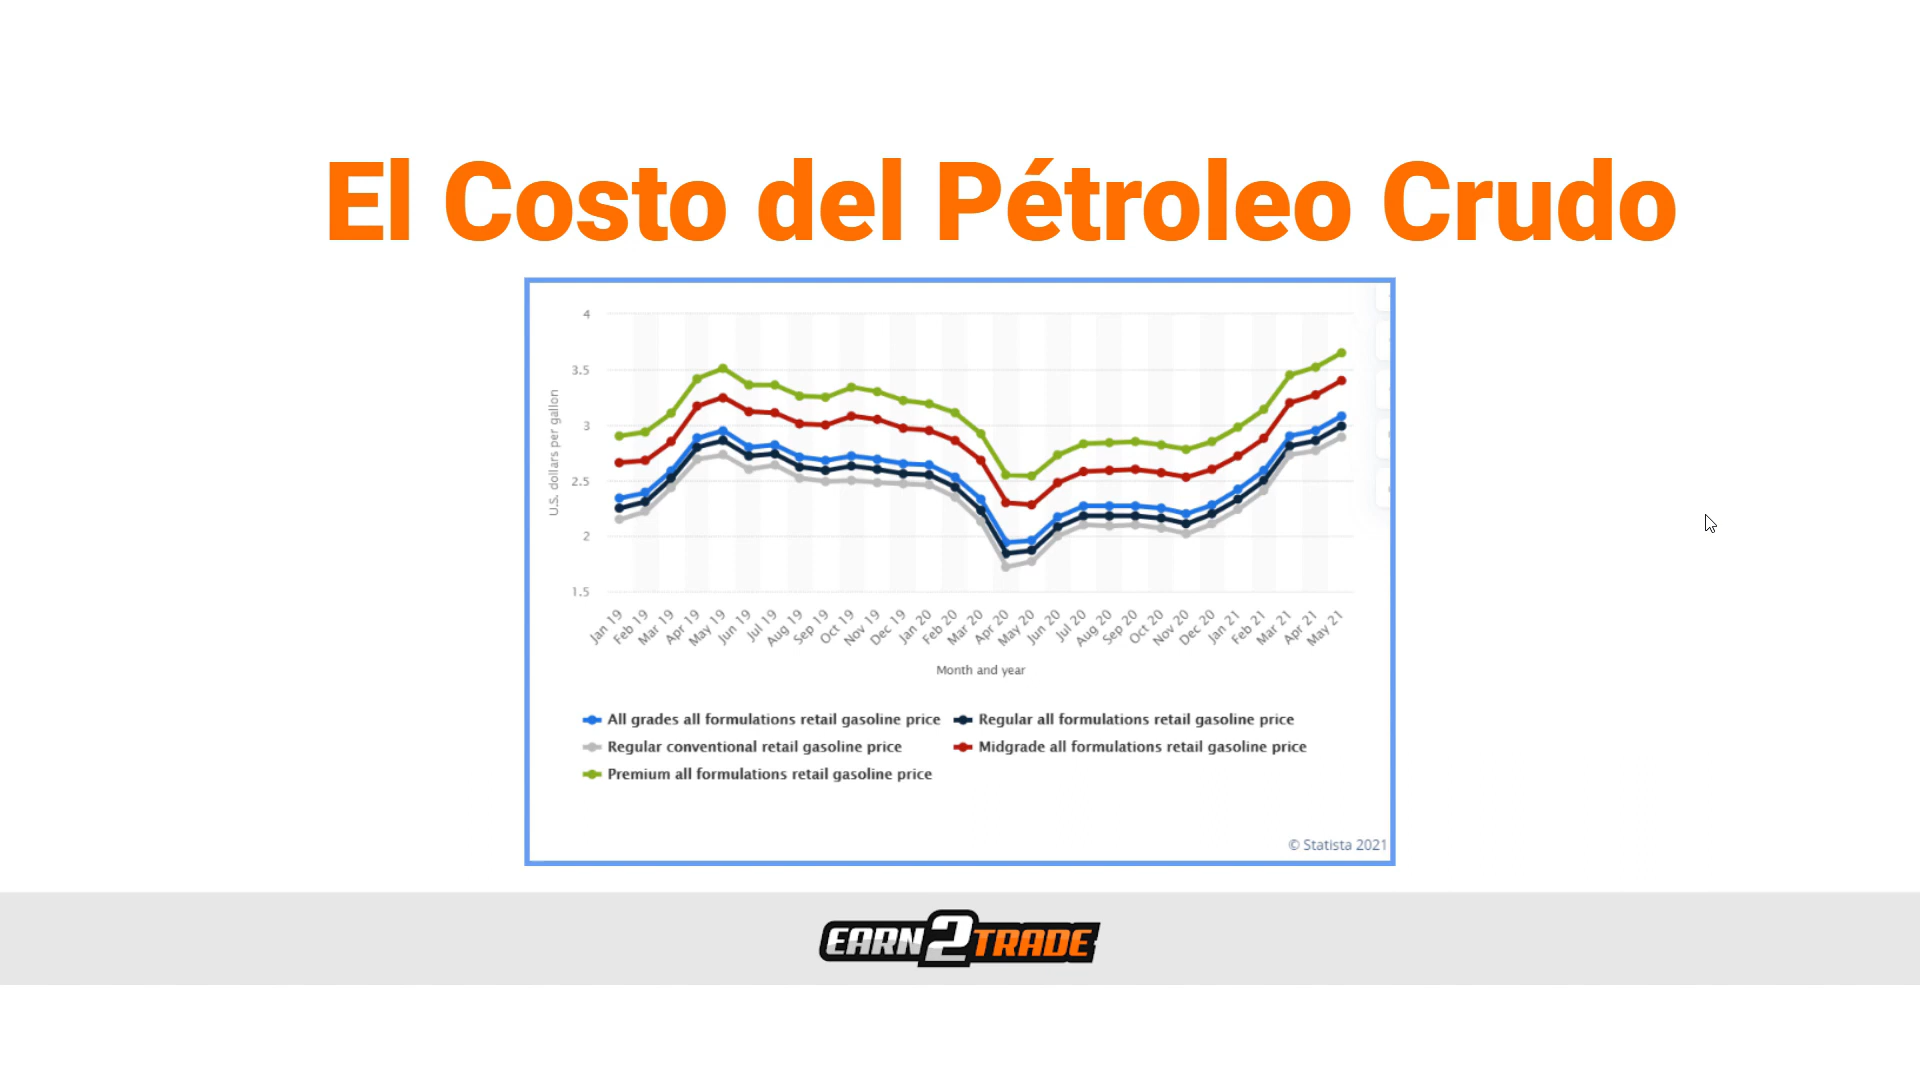 El Costo del Pétroleo Crudo
4
3.5
3
2.5
2
1.5
U.S. dollars per gallon
Jan 19 Feb 19 Mar 19 Apr 19 May 19 Jun 19 Jul 19 Aug 19 Sep 19 Oct 19 Nov 19 Dec 19 Jan 20 Feb 20 Mar 20 Apr 20 May 20 Jun 20 Jul 20 Aug 20 Sep 20 Oct 20 Nov 20 Dec 20 Jan 21 Feb 21 Mar 21 Apr 21 May 21
Month and year
All grades all formulations retail gasoline price Regular all formulations retail gasoline price
Regular conventional retail gasoline price Midgrade all formulations retail gasoline price
Premium all formulations retail gasoline price
© Statista 2021
EARN2TRADE